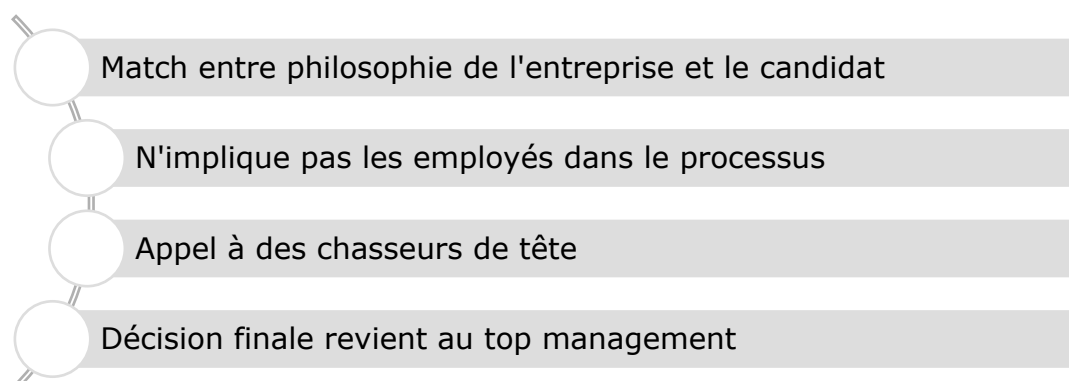 Match entre philosophie de l'entreprise et le candidat
N'implique pas les employés dans le processus
Appel à des chasseurs de tête
Décision finale revient au top management